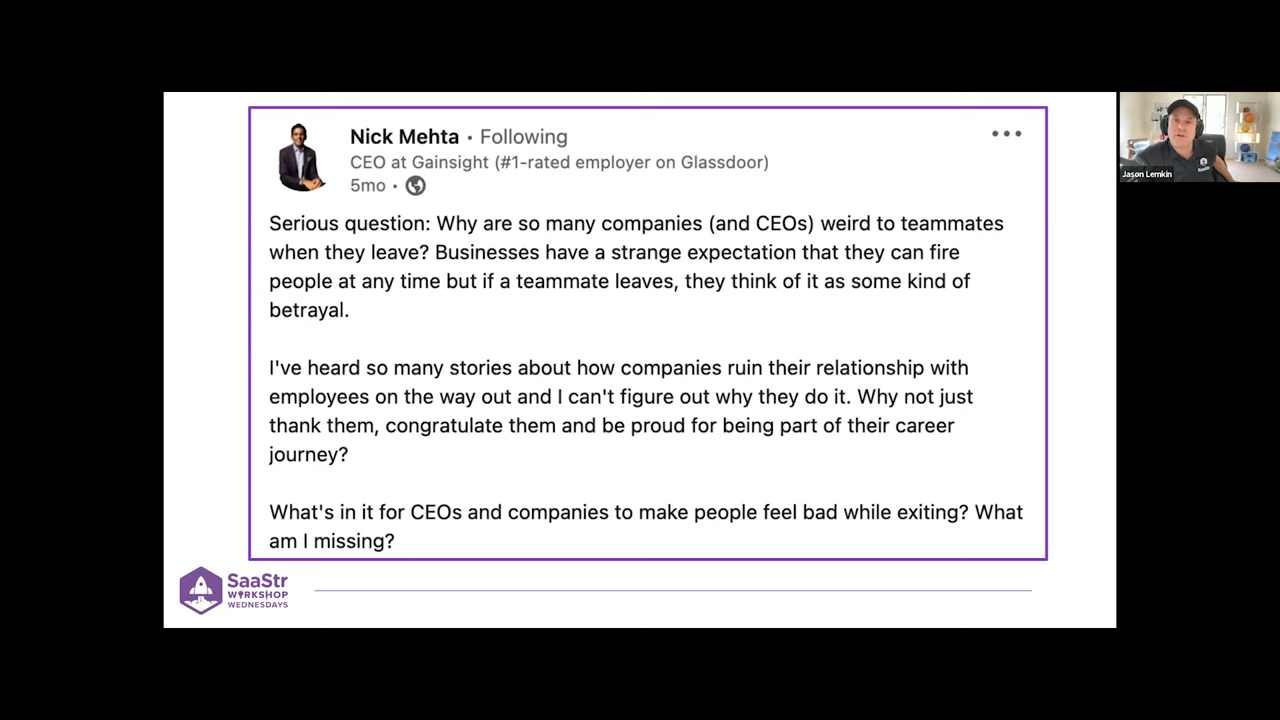 Nick Mehta • Following
CEO at Gainsight (#1-rated employer on Glassdoor)
5mo •
Serious question: Why are so many companies (and CEOs) weird to teammates
when they leave? Businesses have a strange expectation that they can fire
people at any time but if a teammate leaves, they think of it as some kind of
betrayal.
I've heard so many stories about how companies ruin their relationship with
employees on the way out and I can't figure out why they do it. Why not just
thank them, congratulate them and be proud for being part of their career
journey?
What's in it for CEOs and companies to make people feel bad while exiting? What
am I missing?
SaaStr
WORKSHOP
WEDNESDAYS
Jason Lemkin